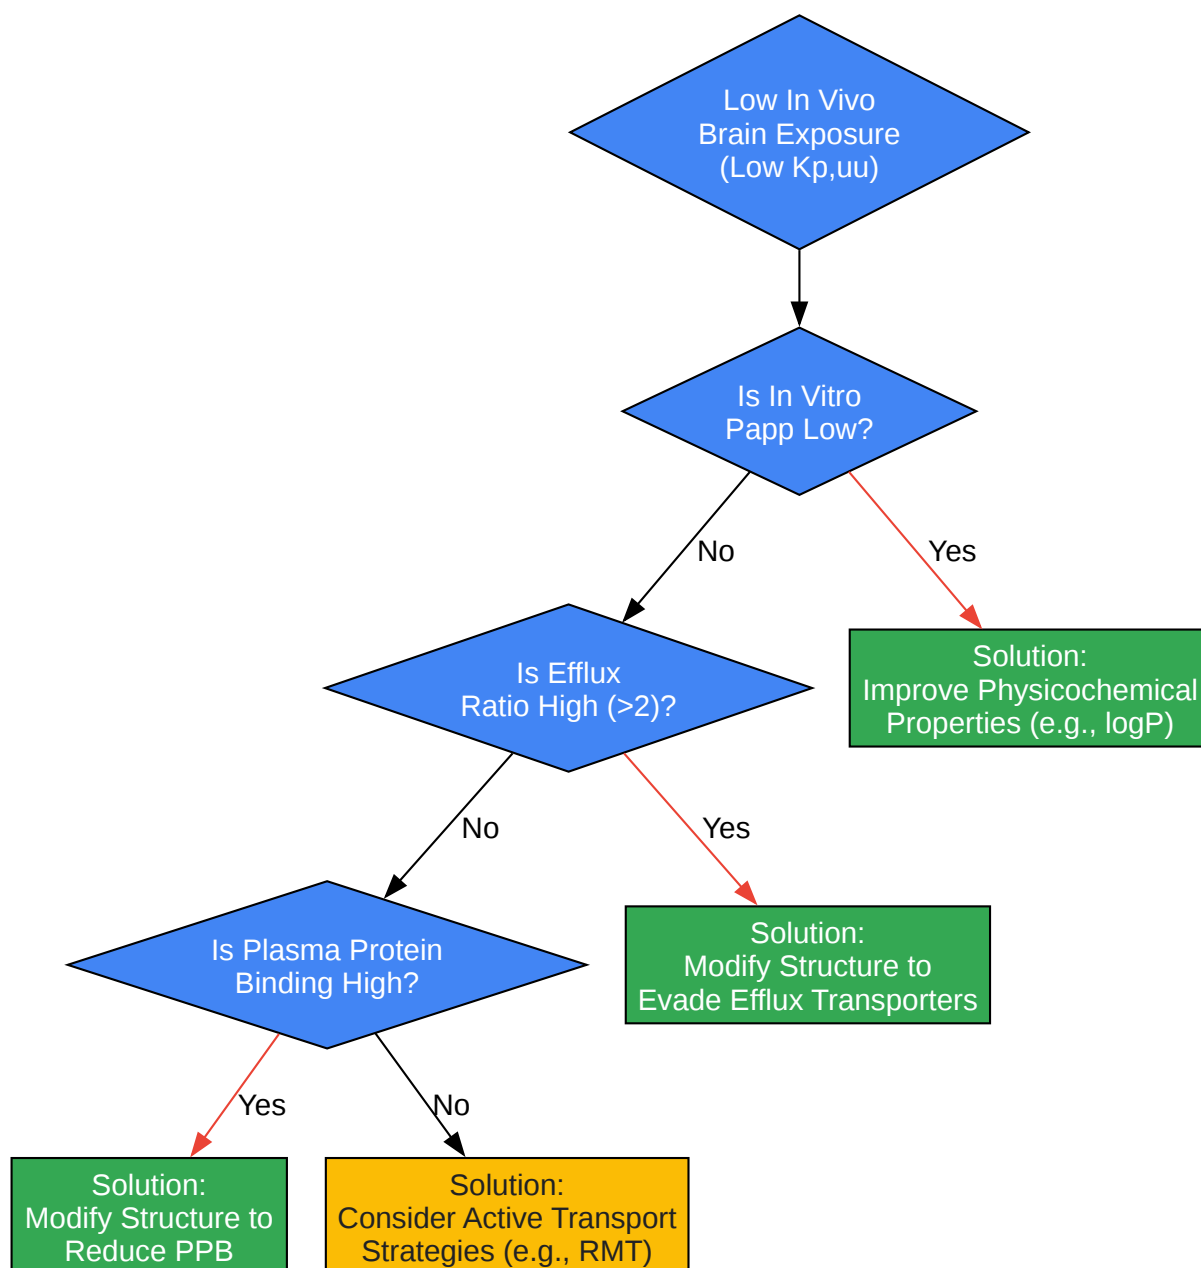 Low In Vivo
Brain Exposure
(Low Kp,uu)
Is In Vitro
Papp Low?
No
Yes
Is Efflux
Ratio High (>2)?
Solution:
Improve Physicochemical
Properties (e.g., logP)
No
Yes
Is Plasma Protein
Binding High?
Solution:
Modify Structure to
Evade Efflux Transporters
Yes
No
Solution:
Modify Structure to
Reduce PPB
Solution:
Consider Active Transport
Strategies (e.g., RMT)